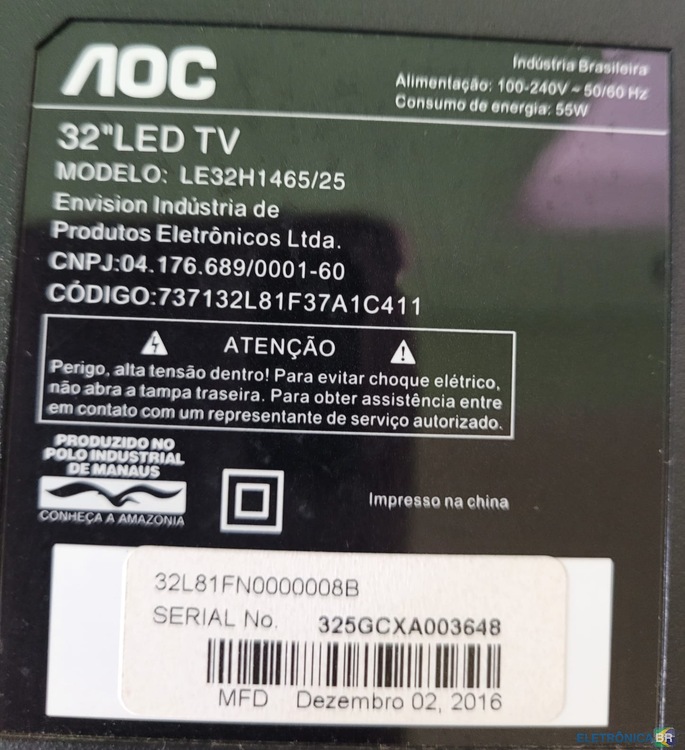 AOC
Indústria Brasileira
Alimentação: 100-240V ~ 50/60 Hz
Consumo de energia: 55W
32"LED TV
MODELO: LE32H1465/25
Envision Indústria de
Produtos Eletrônicos Ltda.
CNPJ:04.176.689/0001-60
CÓDIGO:737132L81F37A1C411
ATENÇÃO
Perigo, alta tensão dentro! Para evitar choque elétrico,
não abra a tampa traseira. Para obter assistência entre
em contato com um representante de serviço autorizado.
PRODUZIDO NO
POLO INDUSTRIAL
DE MANAUS
CONHEÇA A AMAZONIA
Impresso na china
32L81FN0000008B
SERIAL No. 325GCXA003648
MFD Dezembro 02, 2016
ELETRÔNICABR